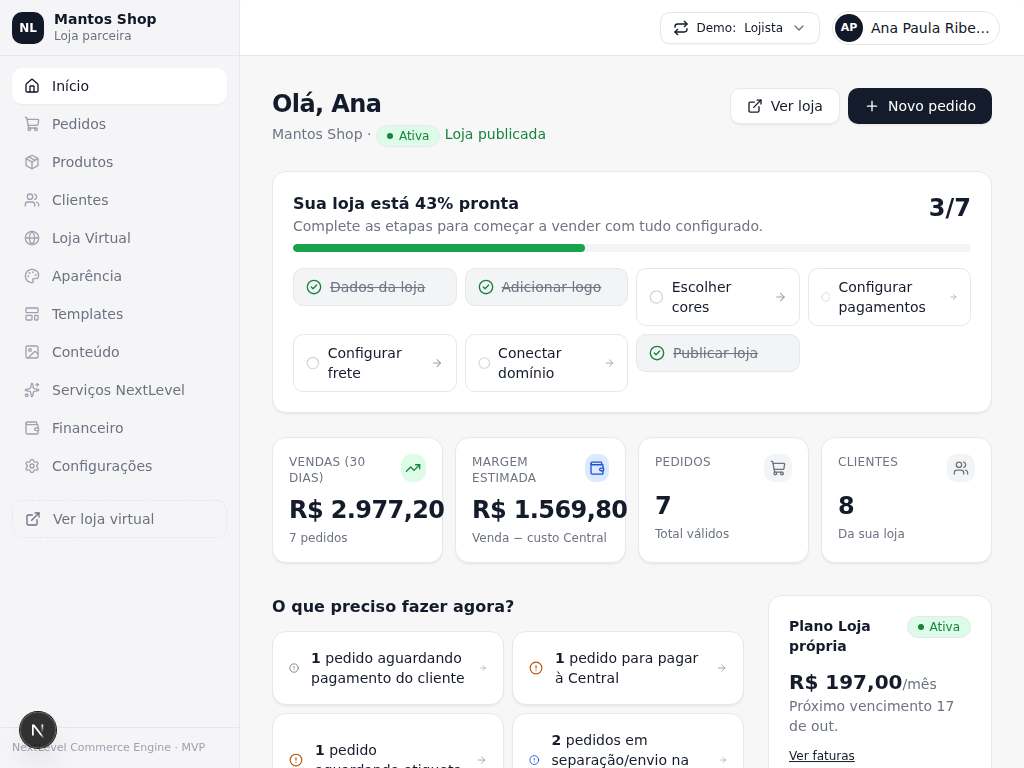 NL
Mantos Shop
Loja parceira
Demo: Lojista
AP
Ana Paula Ribe...
Início
Pedidos
Produtos
Clientes
Loja Virtual
Aparência
Templates
Conteúdo
Serviços NextLevel
Financeiro
Configurações
Ver loja virtual
N
NextLevel Commerce Engine · MVP
Olá, Ana
Mantos Shop ·
Ativa
Loja publicada
Ver loja
Novo pedido
Sua loja está 43% pronta
Complete as etapas para começar a vender com tudo configurado.
3/7
Dados da loja
Adicionar logo
Escolher
cores
Configurar
pagamentos
Configurar
frete
Conectar
domínio
Publicar loja
VENDAS (30
DIAS)
R$ 2.977,20
7 pedidos
MARGEM
ESTIMADA
R$ 1.569,80
Venda − custo Central
PEDIDOS
7
Total válidos
CLIENTES
8
Da sua loja
O que preciso fazer agora?
1 pedido aguardando
pagamento do cliente
1 pedido para pagar
à Central
1 pedido
aguardando etiqueta
2 pedidos em
separação/envio na
Plano Loja
própria
Ativa
R$ 197,00/mês
Próximo vencimento 17
de out.
Ver faturas